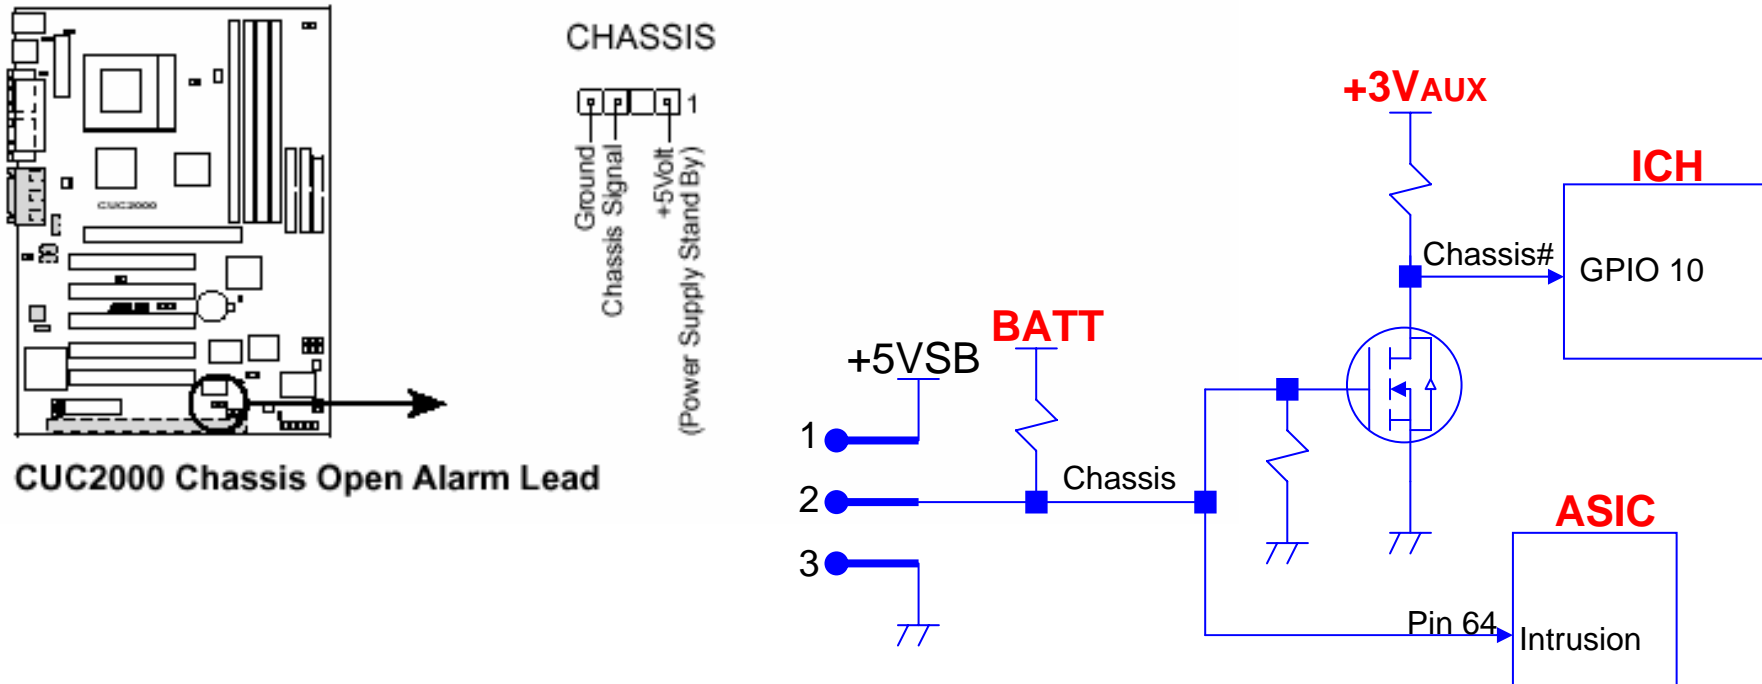 CHASSIS
1
Ground
Chassis Signal
+5Volt
(Power Supply Stand By)
CUC2000
CUC2000 Chassis Open Alarm Lead
+3VAUX
ICH
Chassis#
GPIO 10
BATT
+5VSB
1
Chassis
2
3
ASIC
Pin 64
Intrusion